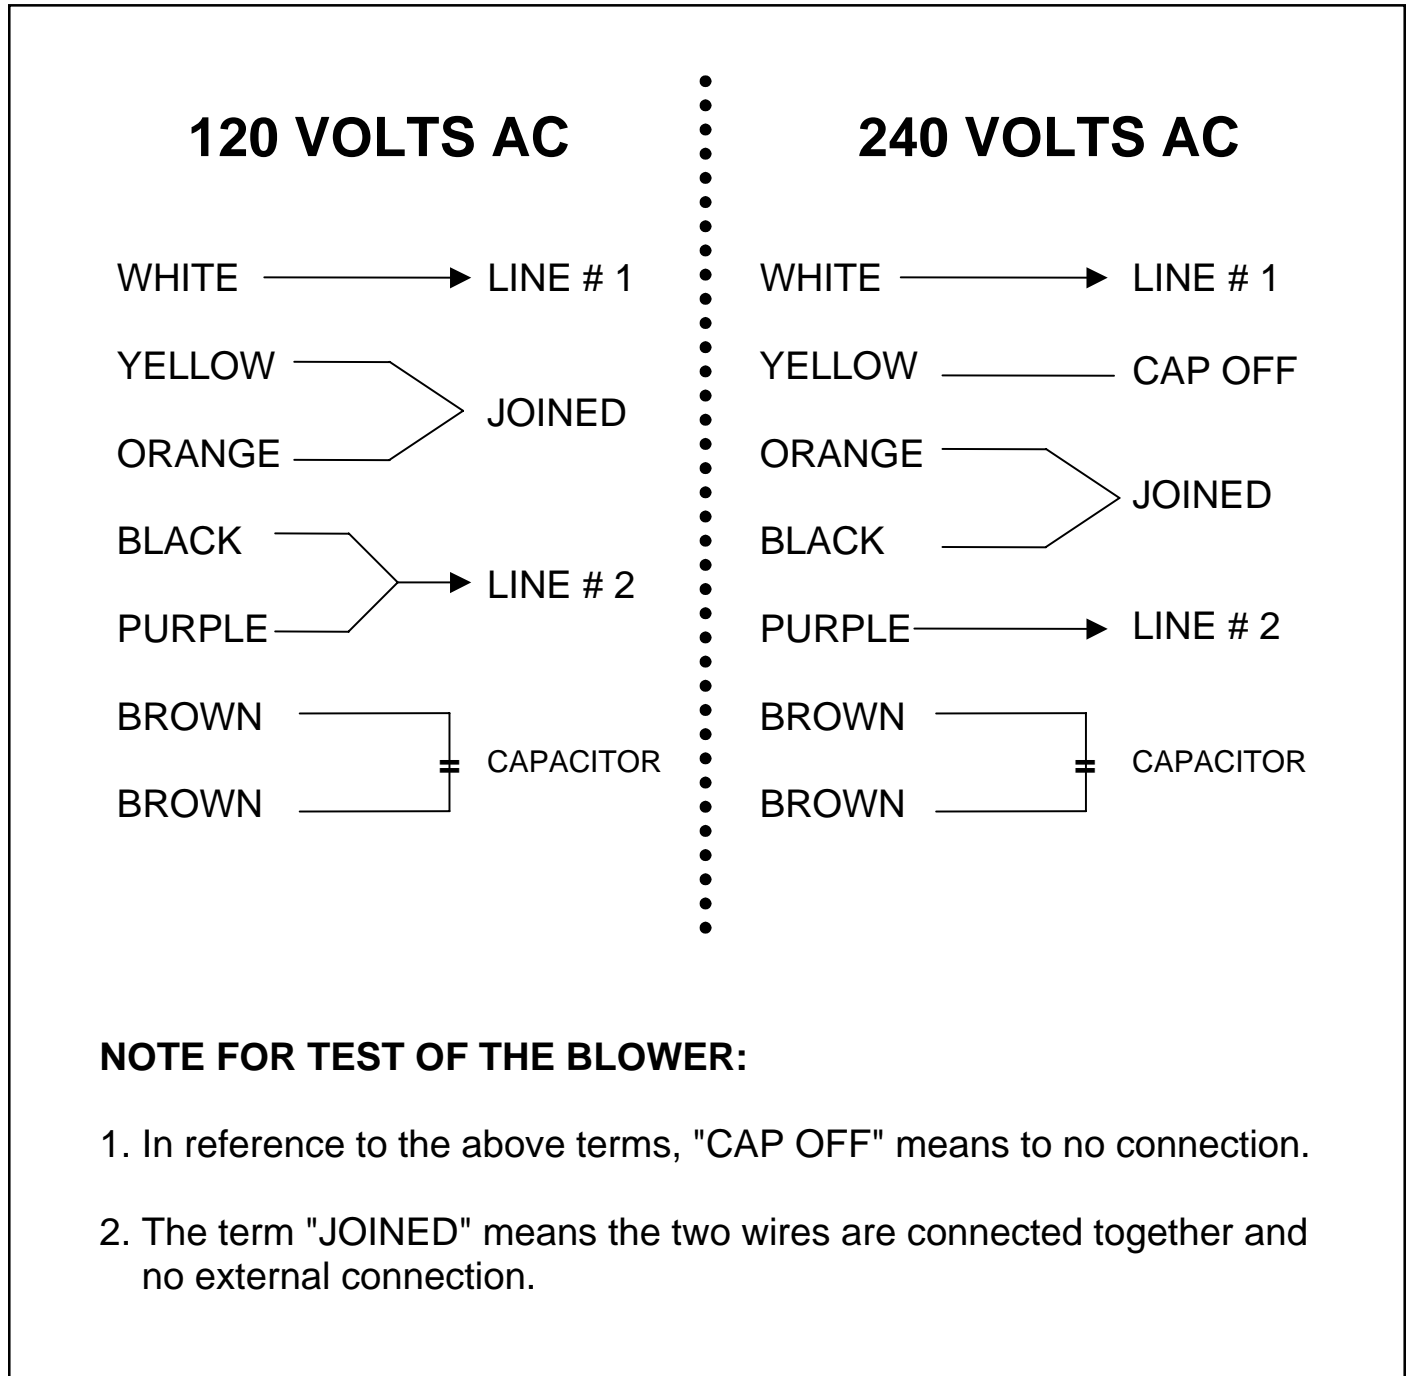 120 VOLTS AC
WHITE LINE # 1
YELLOW
JOINED
ORANGE
BLACK
LINE # 2
PURPLE
BROWN
CAPACITOR
BROWN
240 VOLTS AC
WHITE LINE # 1
YELLOW CAP OFF
ORANGE
JOINED
BLACK
PURPLE LINE # 2
BROWN
CAPACITOR
BROWN
NOTE FOR TEST OF THE BLOWER:
1. In reference to the above terms, "CAP OFF" means to no connection.
2. The term "JOINED" means the two wires are connected together and
no external connection.